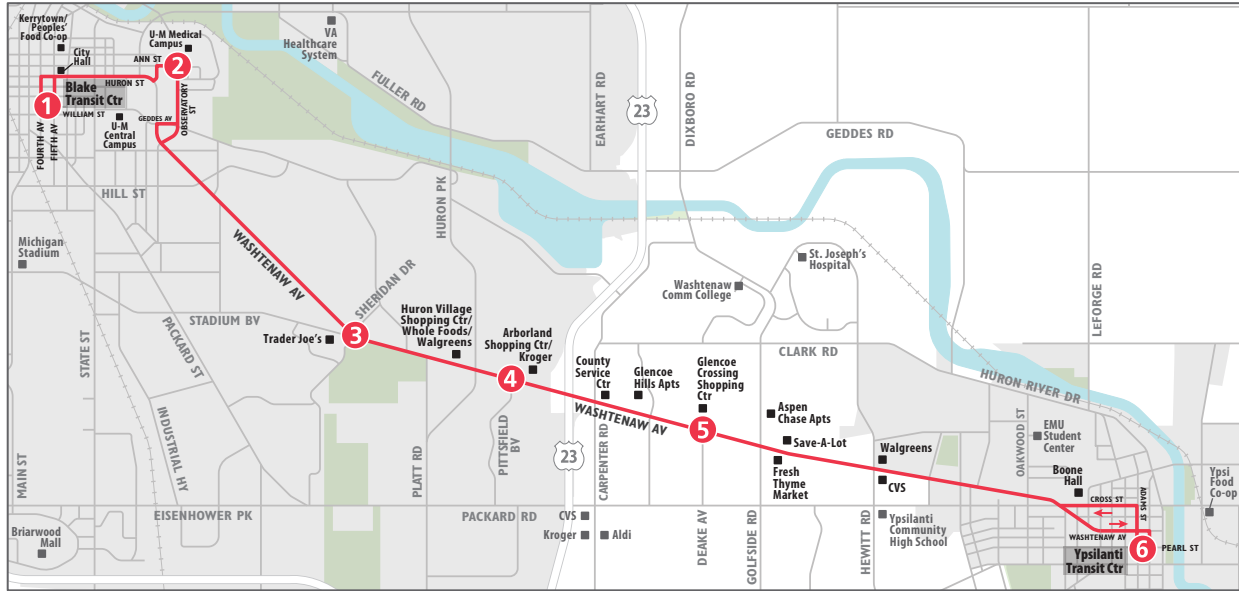 Kerrytown/
Peoples'
Food Co-op
City
Hall
U-M Medical
Campus
ANN ST
2
VA
Healthcare
System
HURON ST
Blake
Transit Ctr
1
WILLIAM ST
U-M
Central
Campus
GEDDES AV
OBSERVATORY
ST
FOURTH AV
FIFTH AV
FULLER RD
EARHART RD
23
DIXBORO RD
GEDDES RD
HILL ST
HURON PK
Michigan
Stadium
WASHTENAW AV
SHERIDAN DR
STADIUM BV
PACKARD ST
STATE ST
Trader Joe's
3
Huron Village
Shopping Ctr/
Whole Foods/
Walgreens
Arborland
Shopping Ctr/
Kroger
4
Washtenaw
Comm College
St. Joseph's
Hospital
LEFORGE RD
CLARK RD
County
Service
Ctr
Glencoe
Hills Apts
Glencoe
Crossing
Shopping
Ctr
WASHTENAW AV
5
HURON RIVER DR
Aspen
Chase Apts
Save-A-Lot
Fresh
Thyme
Market
Walgreens
CVS
OAKWOOD ST
EMU
Student
Center
Boone
Hall
Ypsi
Food
Co-op
MAIN ST
INDUSTRIAL HY
PLATT RD
PITTSFIELD
BV
23
CARPENTER RD
CROSS ST
ADAMS ST
EISENHOWER PK
PACKARD RD
CVS
Kroger
Aldi
DEAKE AV
GOLFSIDE RD
HEWITT RD
Ypsilanti
Community
High School
WASHTENAW AV
6
PEARL ST
Ypsilanti
Transit Ctr
Briarwood
Mall